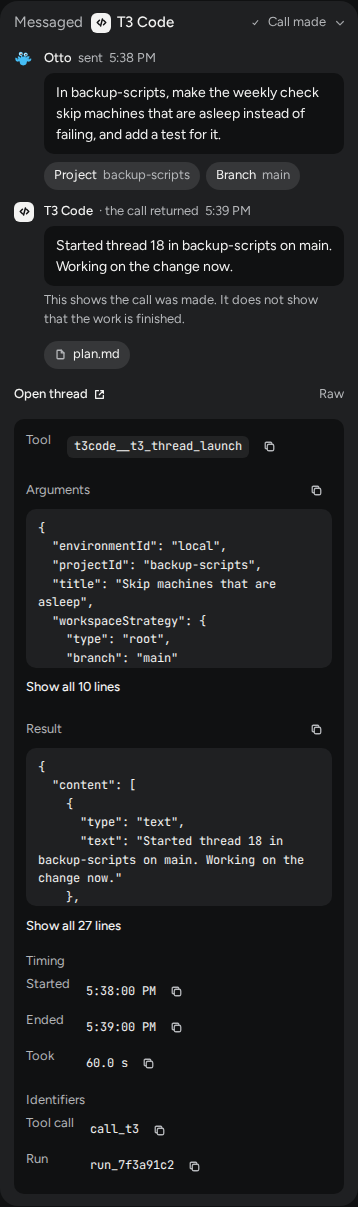 Messaged T3 Code Call made
Otto sent 5:38 PM
In backup-scripts, make the weekly check
skip machines that are asleep instead of
failing, and add a test for it.
Project backup-scripts Branch main
T3 Code · the call returned 5:39 PM
Started thread 18 in backup-scripts on main.
Working on the change now.
This shows the call was made. It does not show
that the work is finished.
plan.md
Open thread Raw
Tool t3code__t3_thread_launch
Arguments
{
"environmentId": "local",
"projectId": "backup-scripts",
"title": "Skip machines that are
asleep",
"workspaceStrategy": {
"type": "root",
"branch": "main"
Show all 10 lines
Result
{
"content": [
{
"type": "text",
"text": "Started thread 18 in
backup-scripts on main. Working on the
change now."
},
Show all 27 lines
Timing
Started 5:38:00 PM
Ended 5:39:00 PM
Took 60.0 s
Identifiers
Tool call call_t3
Run run_7f3a91c2